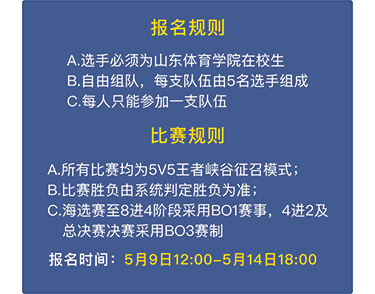 报名规则
A.选手必须为山东体育学院在校生
B.自由组队，每支队伍由5名选手组成
C.每人只能参加一支队伍
比赛规则
A.所有比赛均为5V5王者峡谷征召模式；
B.比赛胜负由系统判定胜负为准；
C.海选赛至8进4阶段采用BO1赛事，4进2及
总决赛决赛采用BO3赛制
报名时间：5月9日12:00-5月14日18:00